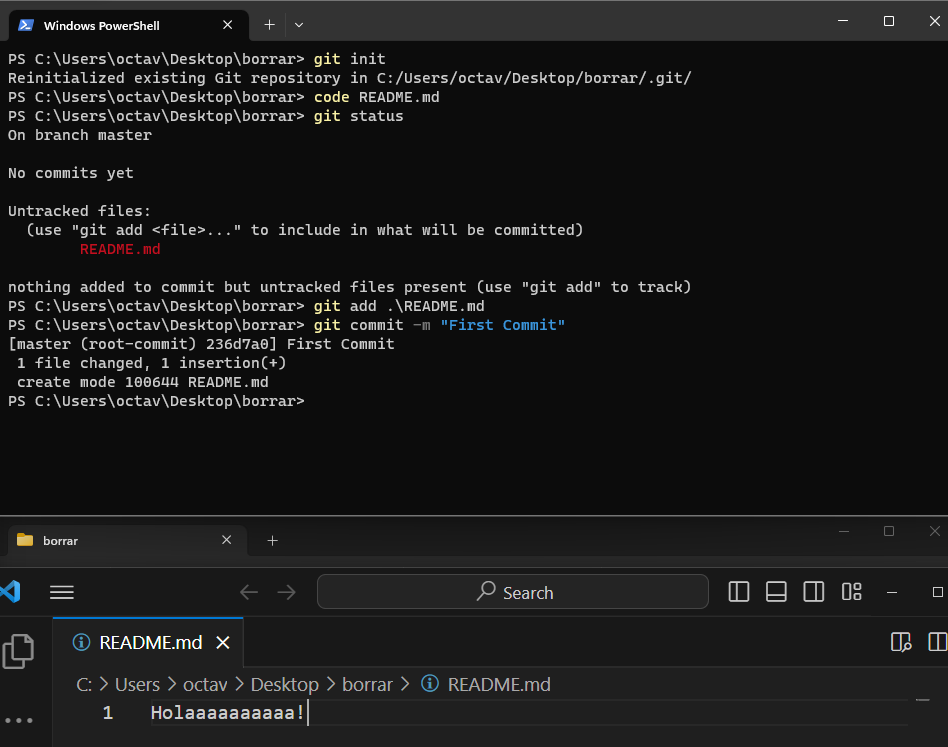 Windows PowerShell
PS C:\Users\octav\Desktop\borrar> git init
Reinitialized existing Git repository in C:/Users/octav/Desktop/borrar/.git/
PS C:\Users\octav\Desktop\borrar> code README.md
PS C:\Users\octav\Desktop\borrar> git status
On branch master
No commits yet
Untracked files:
(use "git add <file>..." to include in what will be committed)
README.md
nothing added to commit but untracked files present (use "git add" to track)
PS C:\Users\octav\Desktop\borrar> git add .\README.md
PS C:\Users\octav\Desktop\borrar> git commit -m "First Commit"
[master (root-commit) 236d7a0] First Commit
1 file changed, 1 insertion(+)
create mode 100644 README.md
PS C:\Users\octav\Desktop\borrar>
borrar
Search
README.md
C: > Users > octav > Desktop > borrar > README.md
1 Holaaaaaaaaaa!